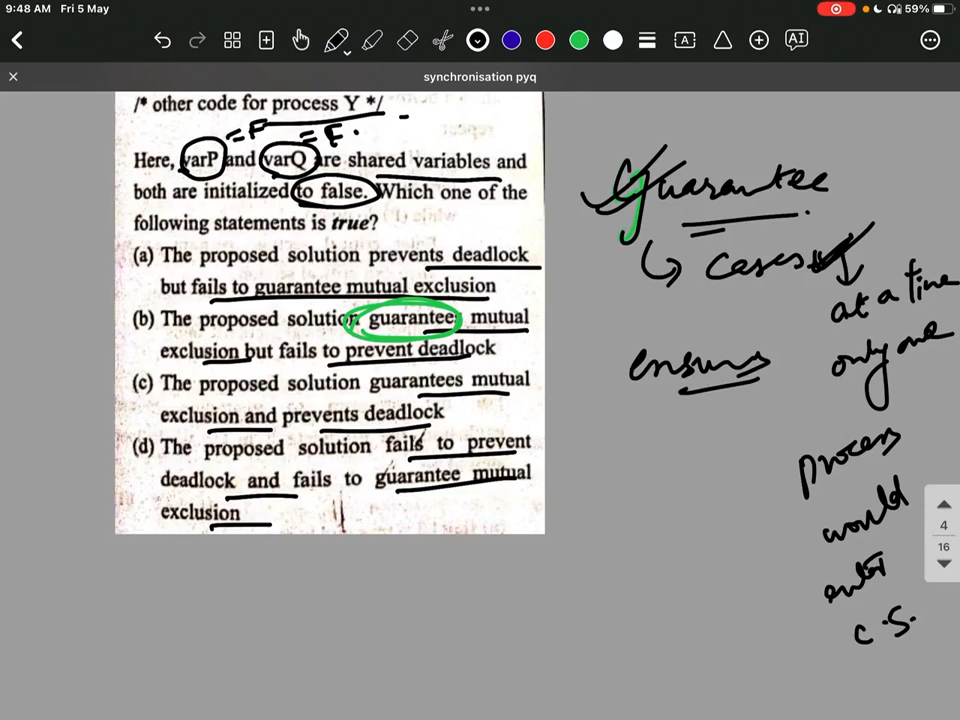 9:48 AM Fri 5 May
59%
A
AI
synchronisation pyq
/* other code for process Y */
= F
= F.
Here, varP and varQ are shared variables and
both are initialized to false. Which one of the
following statements is true?
(a) The proposed solution prevents deadlock
but fails to guarantee mutual exclusion
(b) The proposed solution guarantees mutual
exclusion but fails to prevent deadlock
(c) The proposed solution guarantees mutual
exclusion and prevents deadlock
(d) The proposed solution fails to prevent
deadlock and fails to guarantee mutual
exclusion
Guarantee
cases
at a time
only one
process
would
enter
C.S.
ensures
4
16